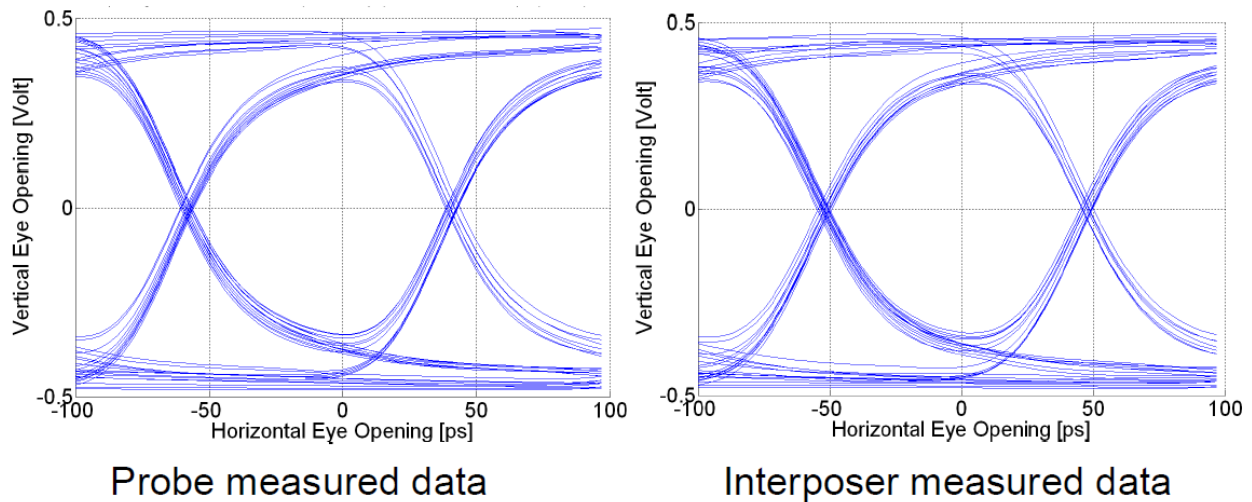 Vertical Eye Opening [Volt]
0.5
0
-0.5
-100
-50
0
50
100
Horizontal Eye Opening [ps]
Probe measured data
Vertical Eye Opening [Volt]
0.5
0
-0.5
-100
-50
0
50
100
Horizontal Eye Opening [ps]
Interposer measured data